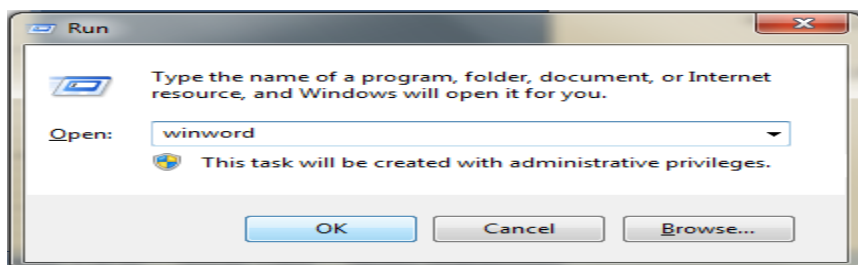 Run
Type the name of a program, folder, document, or Internet
resource, and Windows will open it for you.
Open: winword
This task will be created with administrative privileges.
OK Cancel Browse...